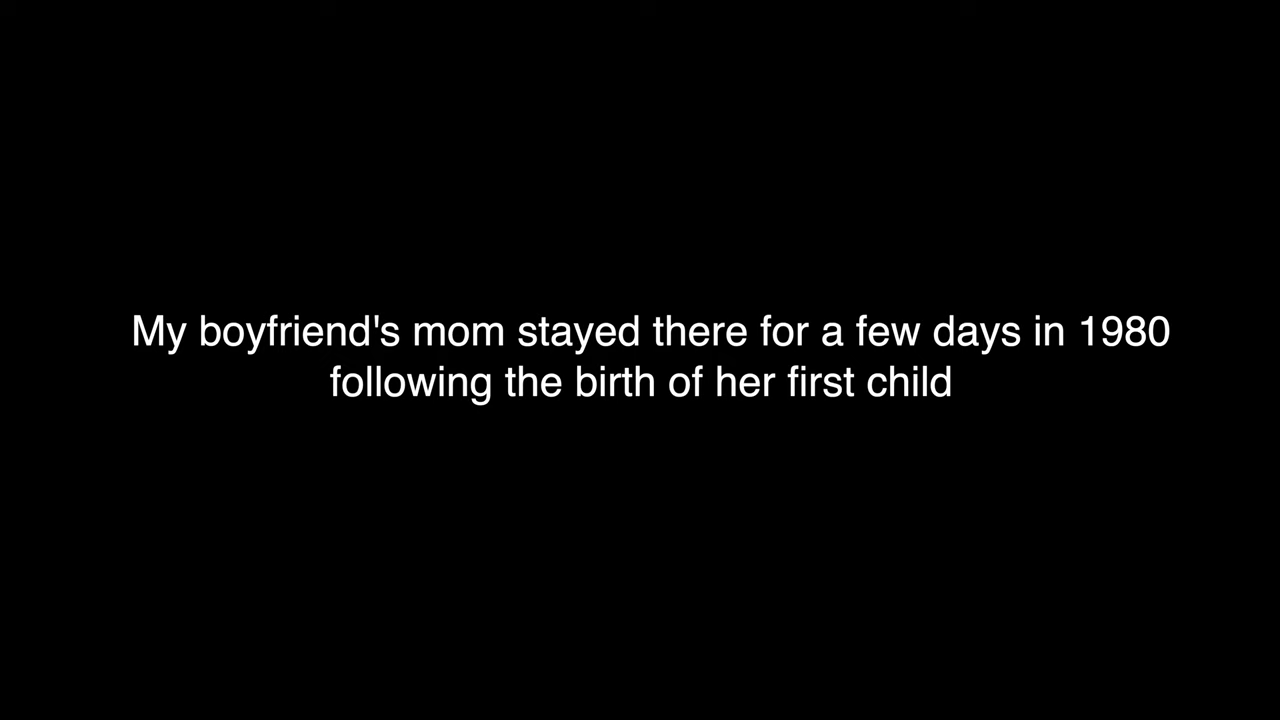 My boyfriend's mom stayed there for a few days in 1980
following the birth of her first child